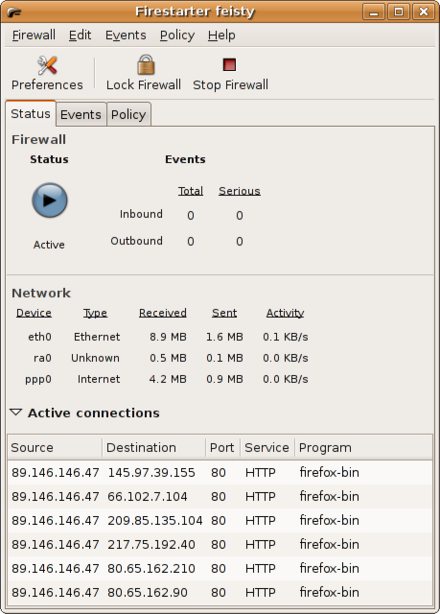 Firestarter feisty
Firewall Edit Events Policy Help
Preferences Lock Firewall Stop Firewall
Status Events Policy
Firewall
Status Events
Total Serious
Inbound 0 0
Outbound 0 0
Active
Network
Device Type Received Sent Activity
eth0 Ethernet 8.9 MB 1.6 MB 0.1 KB/s
ra0 Unknown 0.5 MB 0.1 MB 0.0 KB/s
ppp0 Internet 4.2 MB 0.9 MB 0.0 KB/s
Active connections
Source Destination Port Service Program
89.146.146.47 145.97.39.155 80 HTTP firefox-bin
89.146.146.47 66.102.7.104 80 HTTP firefox-bin
89.146.146.47 209.85.135.104 80 HTTP firefox-bin
89.146.146.47 217.75.192.40 80 HTTP firefox-bin
89.146.146.47 80.65.162.210 80 HTTP firefox-bin
89.146.146.47 80.65.162.90 80 HTTP firefox-bin